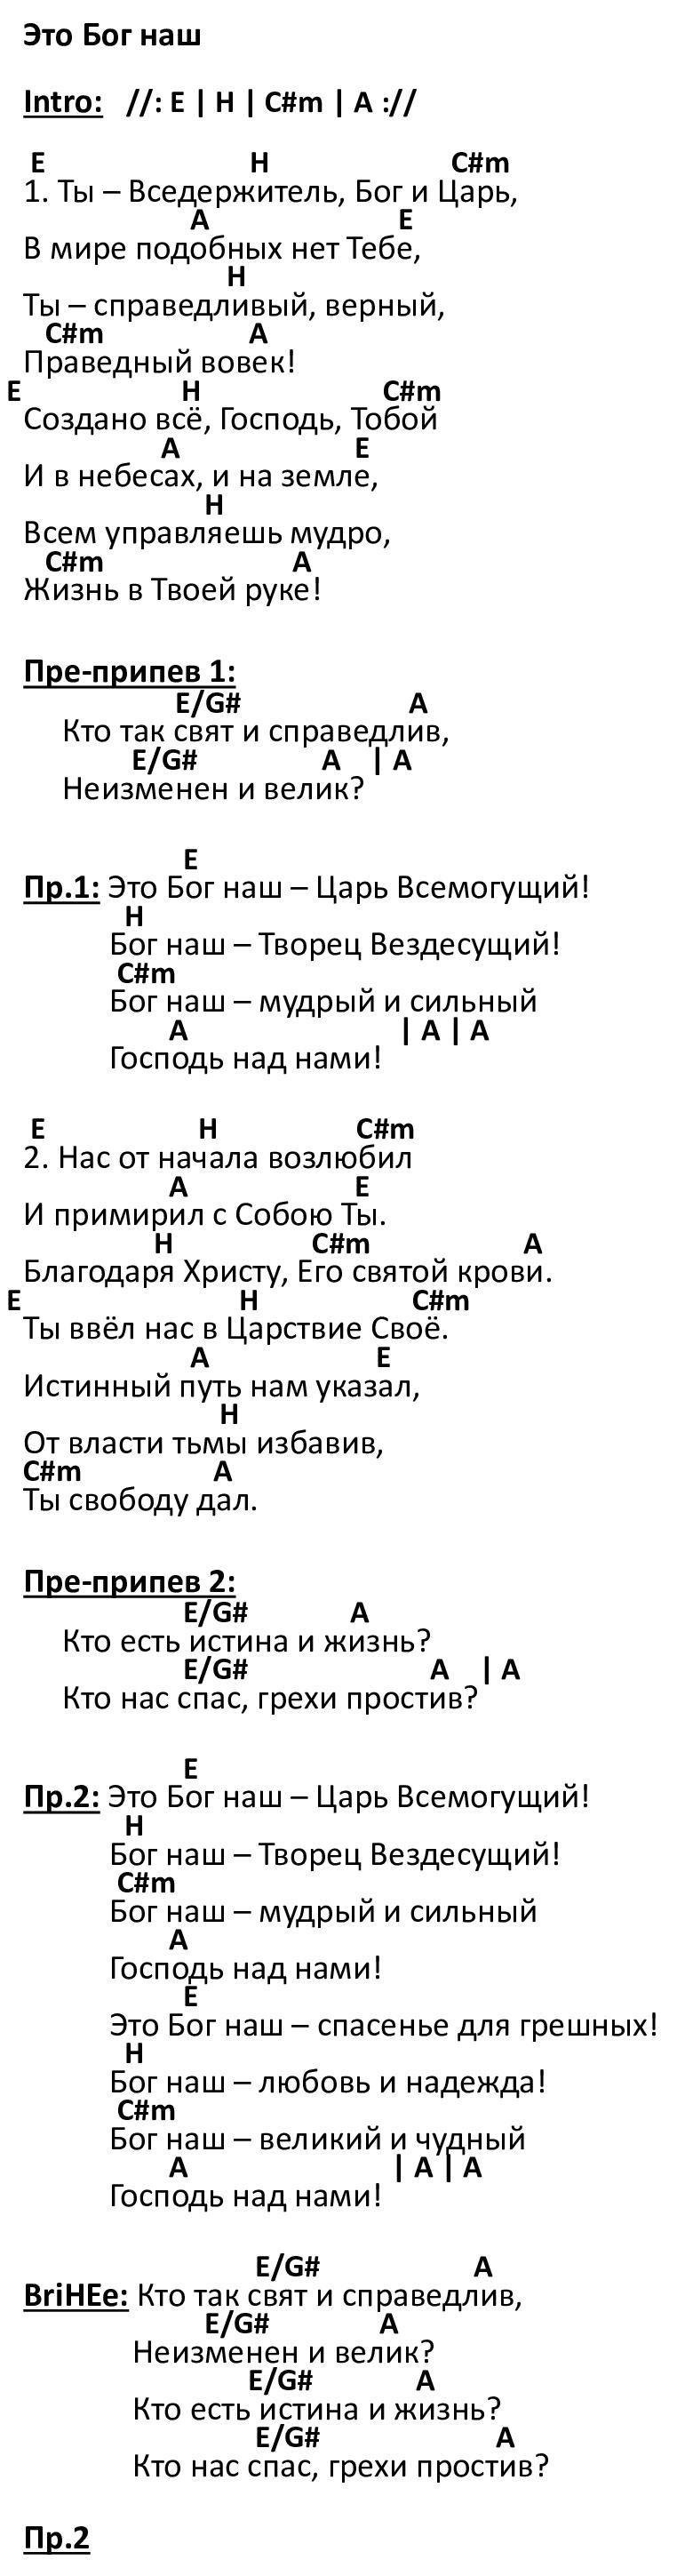 Это Бог наш
Intro: //: E | H | C#m | A ://
E H C#m
1. Ты – Вседержитель, Бог и Царь,
A E
В мире подобных нет Тебе,
H
Ты – справедливый, верный,
C#m A
Праведный вовек!
E H C#m
Создано всё, Господь, Тобой
A E
И в небесах, и на земле,
H
Всем управляешь мудро,
C#m A
Жизнь в Твоей руке!
Пре-припев 1:
E/G# A
Кто так свят и справедлив,
E/G# A | A
Неизменен и велик?
E
Пр.1: Это Бог наш – Царь Всемогущий!
H
Бог наш – Творец Вездесущий!
C#m
Бог наш – мудрый и сильный
A | A | A
Господь над нами!
E H C#m
2. Нас от начала возлюбил
A E
И примирил с Собою Ты.
H C#m A
Благодаря Христу, Его святой крови.
E H C#m
Ты ввёл нас в Царствие Своё.
A E
Истинный путь нам указал,
H
От власти тьмы избавив,
C#m A
Ты свободу дал.
Пре-припев 2:
E/G# A
Кто есть истина и жизнь?
E/G# A | A
Кто нас спас, грехи простив?
E
Пр.2: Это Бог наш – Царь Всемогущий!
H
Бог наш – Творец Вездесущий!
C#m
Бог наш – мудрый и сильный
A
Господь над нами!
E
Это Бог наш – спасенье для грешных!
H
Бог наш – любовь и надежда!
C#m
Бог наш – великий и чудный
A | A | A
Господь над нами!
E/G# A
BriHEe: Кто так свят и справедлив,
E/G# A
Неизменен и велик?
E/G# A
Кто есть истина и жизнь?
E/G# A
Кто нас спас, грехи простив?
Пр.2